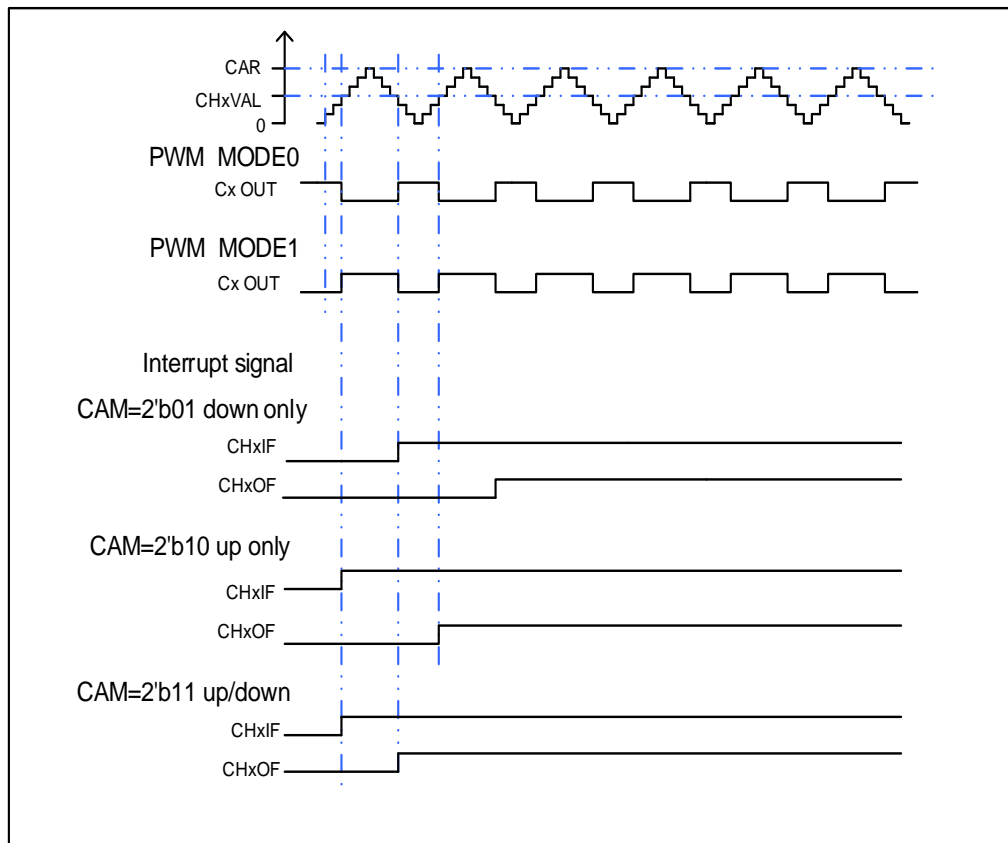 CAR
CHxVAL
0
PWM MODE0
Cx OUT
PWM MODE1
Cx OUT
Interrupt signal
CAM=2'b01 down only
CHxIF
CHxOF
CAM=2'b10 up only
CHxIF
CHxOF
CAM=2'b11 up/down
CHxIF
CHxOF